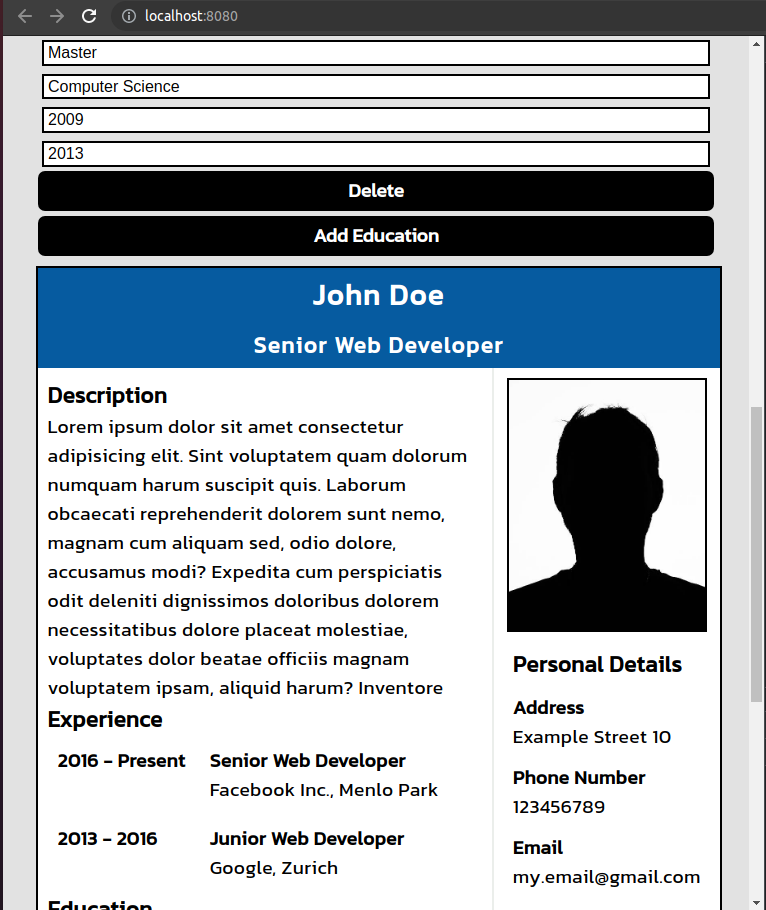 localhost:8080
Master
Computer Science
2009
2013
Delete
Add Education
John Doe
Senior Web Developer
Description
Lorem ipsum dolor sit amet consectetur
adipisicing elit. Sint voluptatem quam dolorum
numquam harum suscipit quis. Laborum
obcaecati reprehenderit dolorem sunt nemo,
magnam cum aliquam sed, odio dolore,
accusamus modi? Expedita cum perspiciatis
odit deleniti dignissimos doloribus dolorem
necessitatibus dolore placeat molestiae,
voluptates dolor beatae officiis magnam
voluptatem ipsam, aliquid harum? Inventore
Experience
2016 - Present
Senior Web Developer
Facebook Inc., Menlo Park
2013 - 2016
Junior Web Developer
Google, Zurich
Education
Personal Details
Address
Example Street 10
Phone Number
123456789
Email
my.email@gmail.com